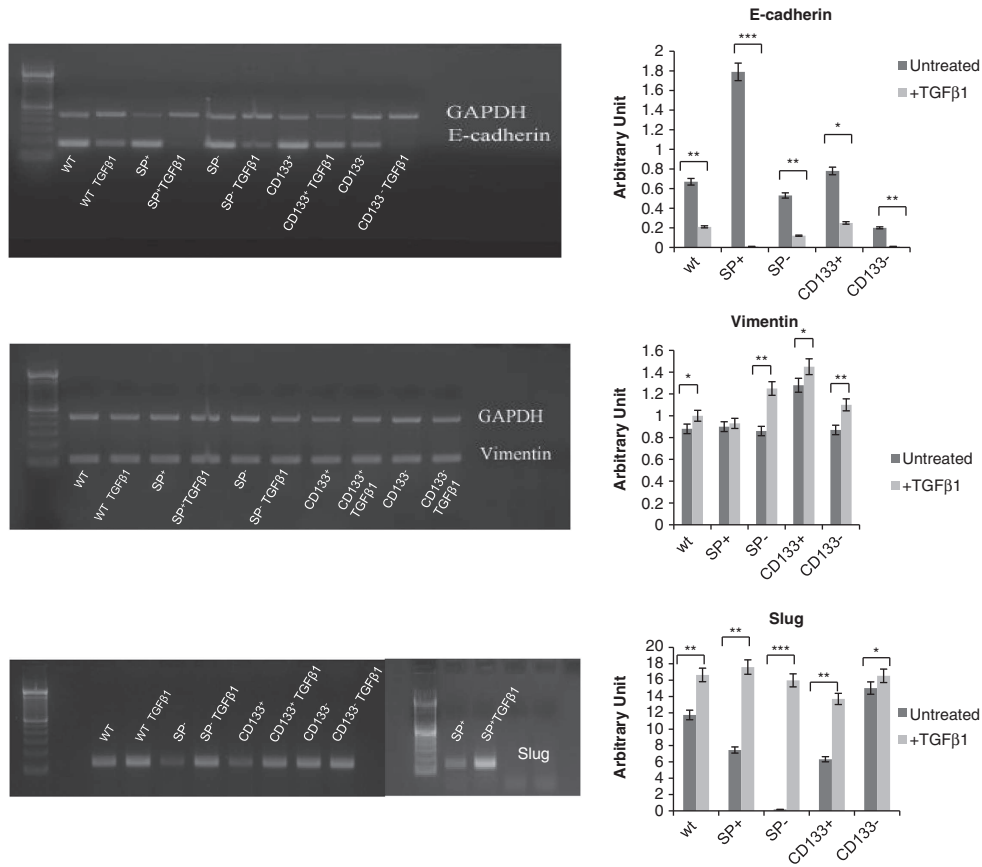 GAPDH
E-cadherin
WT
WT TGFβ1
SP+
SP+TGFβ1
SP-
SP- TGFβ1
CD133+
CD133+ TGFβ1
CD133-
CD133- TGFβ1
E-cadherin
***
**
**
*
**
Arbitrary Unit
2
1.8
1.6
1.4
1.2
1
0.8
0.6
0.4
0.2
0
wt
SP+
SP-
CD133+
CD133-
Untreated
+TGFβ1
GAPDH
Vimentin
WT
WT TGFβ1
SP+
SP+TGFβ1
SP-
SP- TGFβ1
CD133+
CD133+
TGFβ1
CD133-
CD133-
TGFβ1
Vimentin
*
**
*
**
Arbitrary Unit
1.6
1.4
1.2
1
0.8
0.6
0.4
0.2
0
wt
SP+
SP-
CD133+
CD133-
Untreated
+TGFβ1
WT
WT TGFβ1
SP-
SP- TGFβ1
CD133+
CD133+ TGFβ1
CD133-
CD133- TGFβ1
SP+
SP+TGFβ1
Slug
Slug
**
**
***
**
*
Arbitrary Unit
20
18
16
14
12
10
8
6
4
2
0
wt
SP+
SP-
CD133+
CD133-
Untreated
+TGFβ1